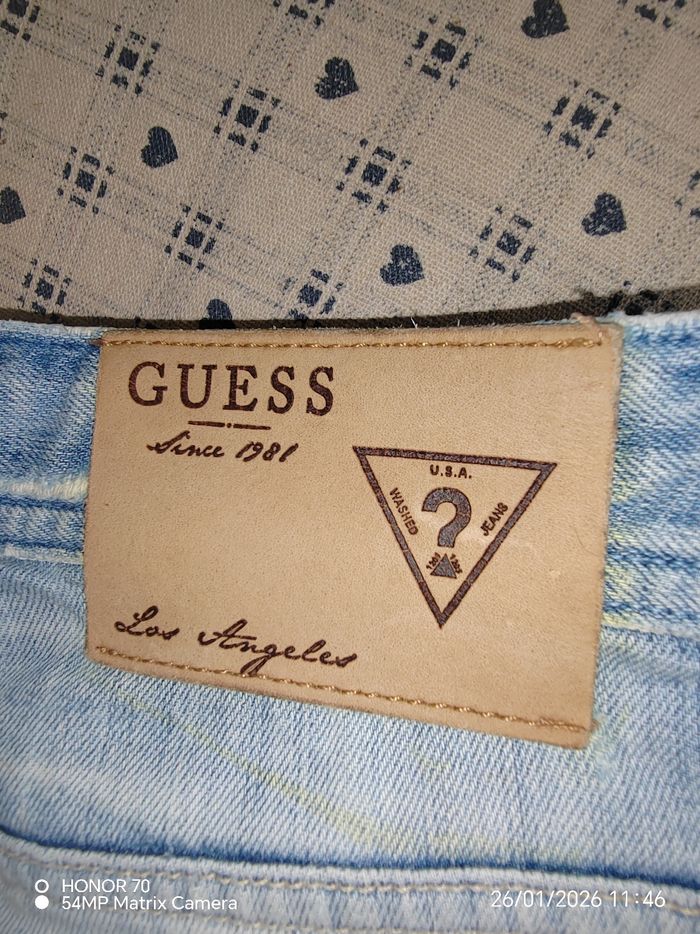 GUESS
Since 1981
U.S.A.
WASHED
?
JEANS
Los Angeles
HONOR 70
54MP Matrix Camera
26/01/2026 11:46